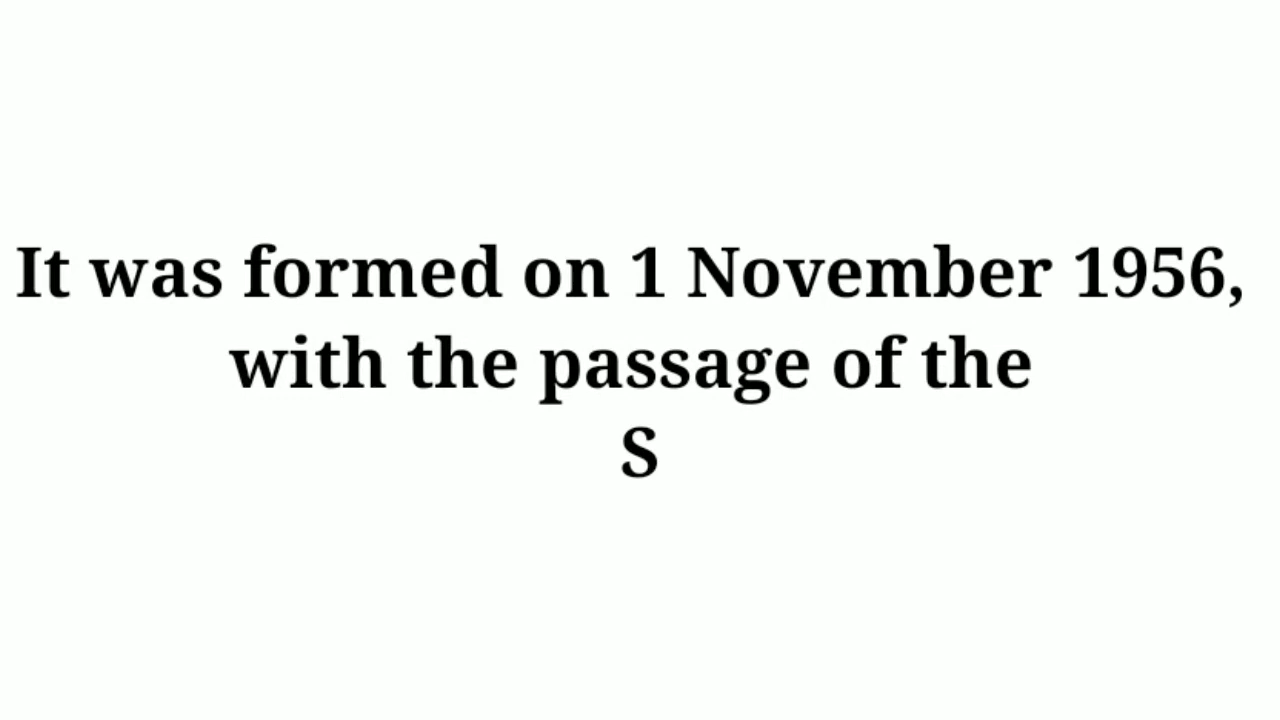 It was formed on 1 November 1956,
with the passage of the
S